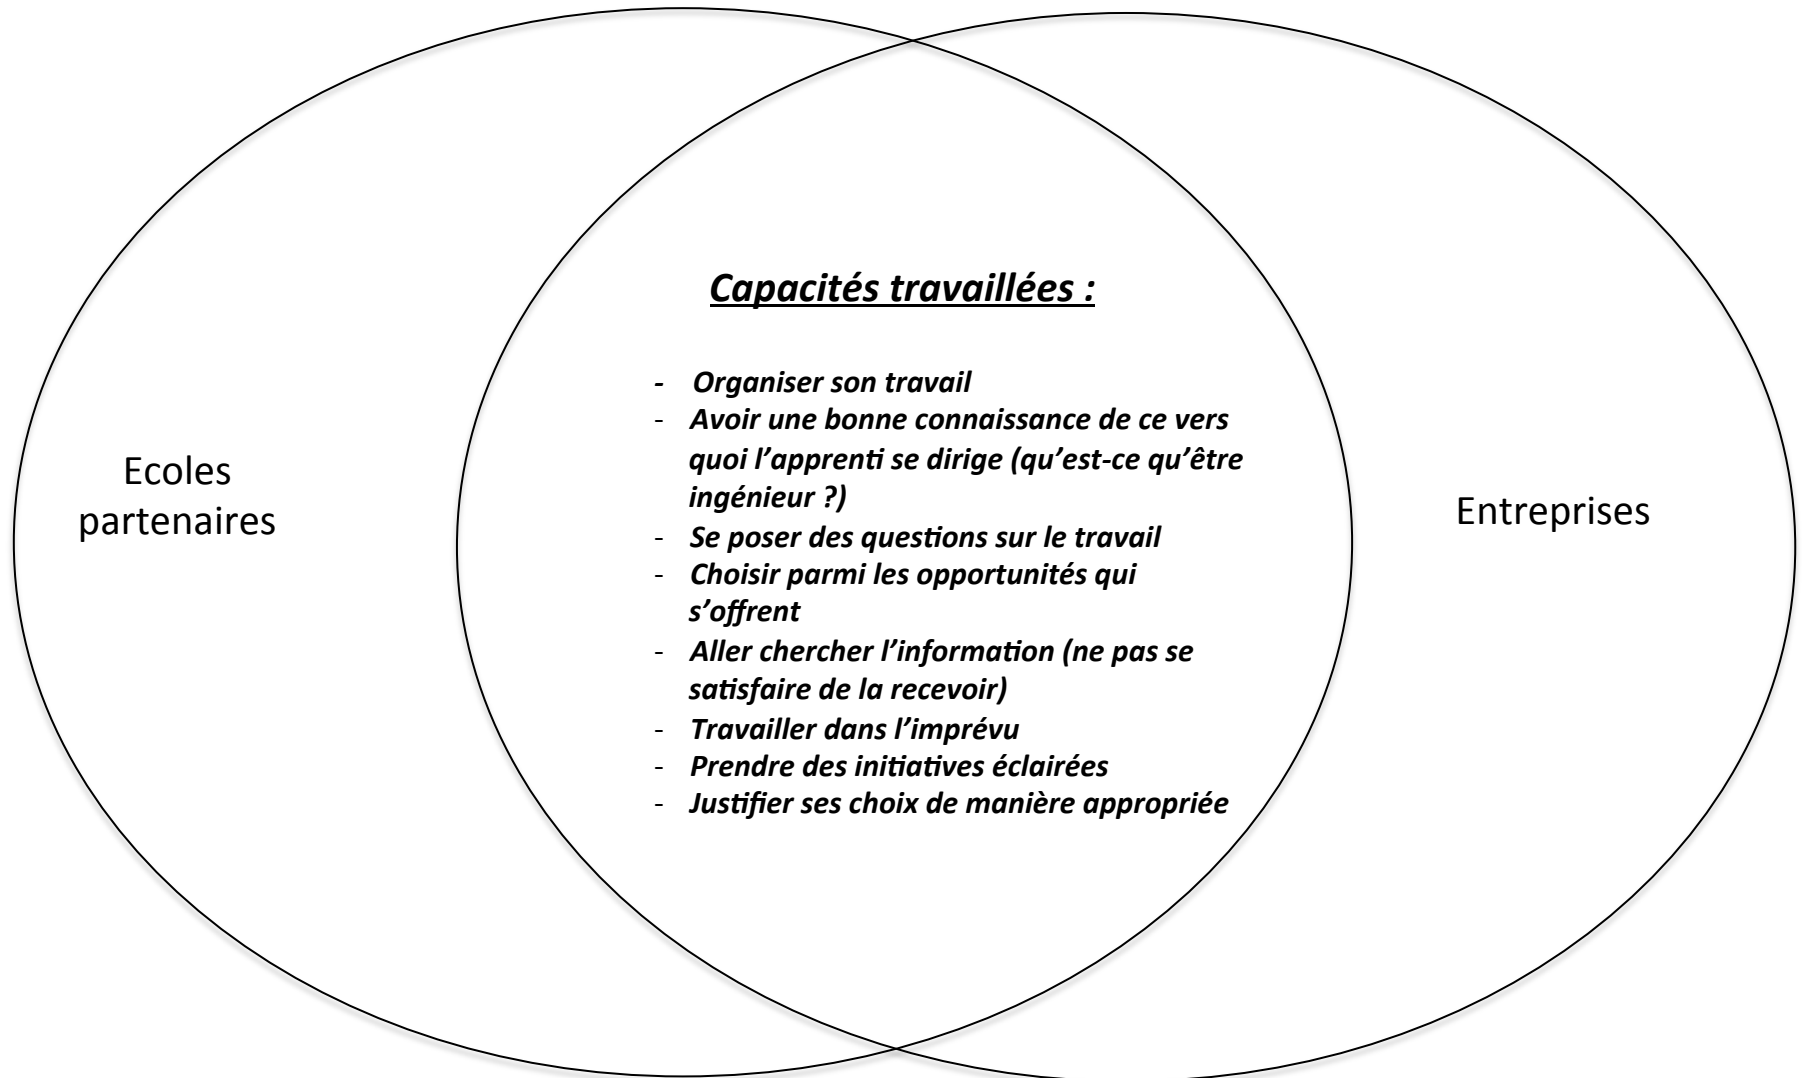 Capacités travaillées :
- Organiser son travail
- Avoir une bonne connaissance de ce vers
quoi l’apprenti se dirige (qu’est-ce qu’être
ingénieur ?)
- Se poser des questions sur le travail
- Choisir parmi les opportunités qui
s’offrent
- Aller chercher l’information (ne pas se
satisfaire de la recevoir)
- Travailler dans l’imprévu
- Prendre des initiatives éclairées
- Justifier ses choix de manière appropriée
Ecoles
partenaires
Entreprises